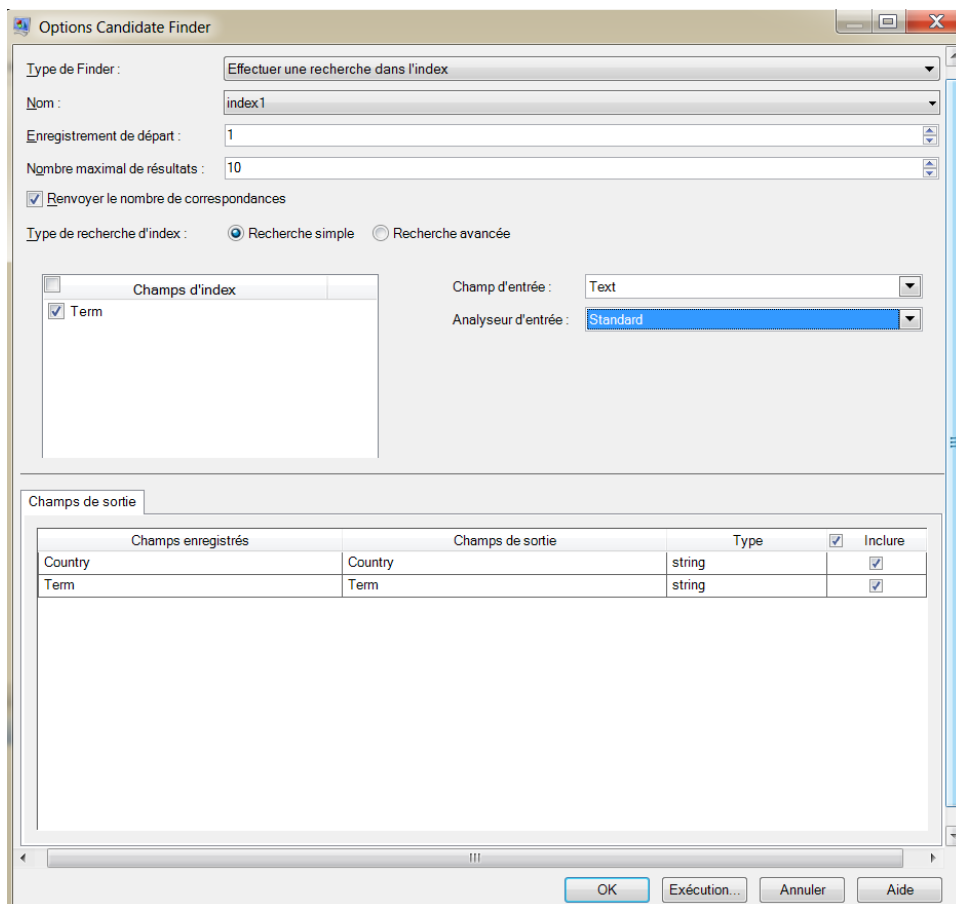 Options Candidate Finder
Type de Finder : Effectuer une recherche dans l'index
Nom : index1
Enregistrement de départ : 1
Nombre maximal de résultats : 10
Renvoyer le nombre de correspondances
Type de recherche d'index : Recherche simple Recherche avancée
Champs d'index
Term
Champ d'entrée : Text
Analyseur d'entrée : Standard
Champs de sortie
Champs enregistrés Champs de sortie Type Inclure
Country Country string
Term Term string
OK Exécution... Annuler Aide